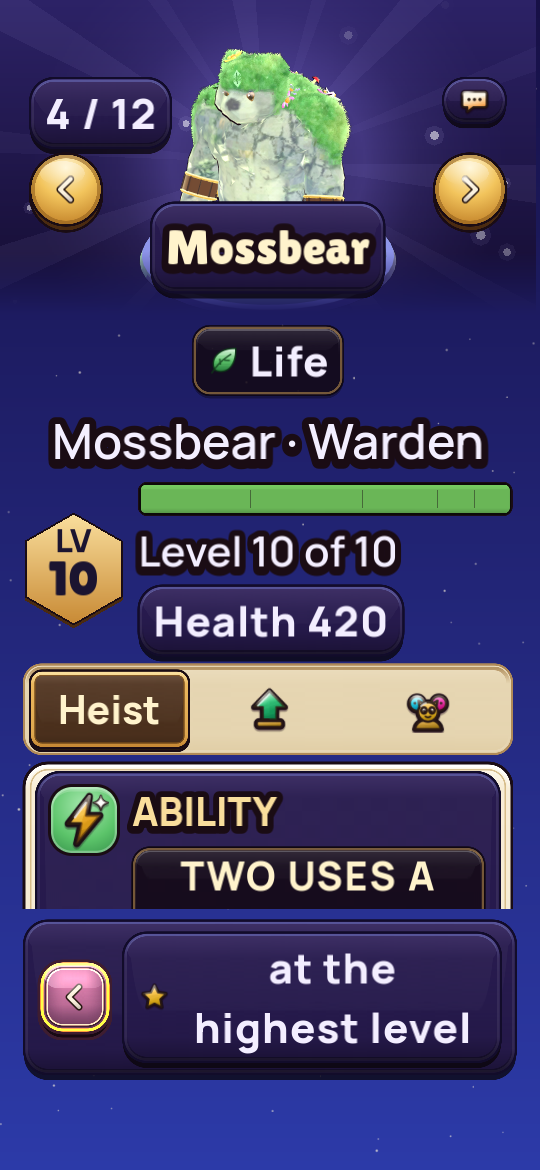 4 / 12
Mossbear
Life
Mossbear · Warden
LV
10
Level 10 of 10
Health 420
Heist
ABILITY
TWO USES A
at the
highest level